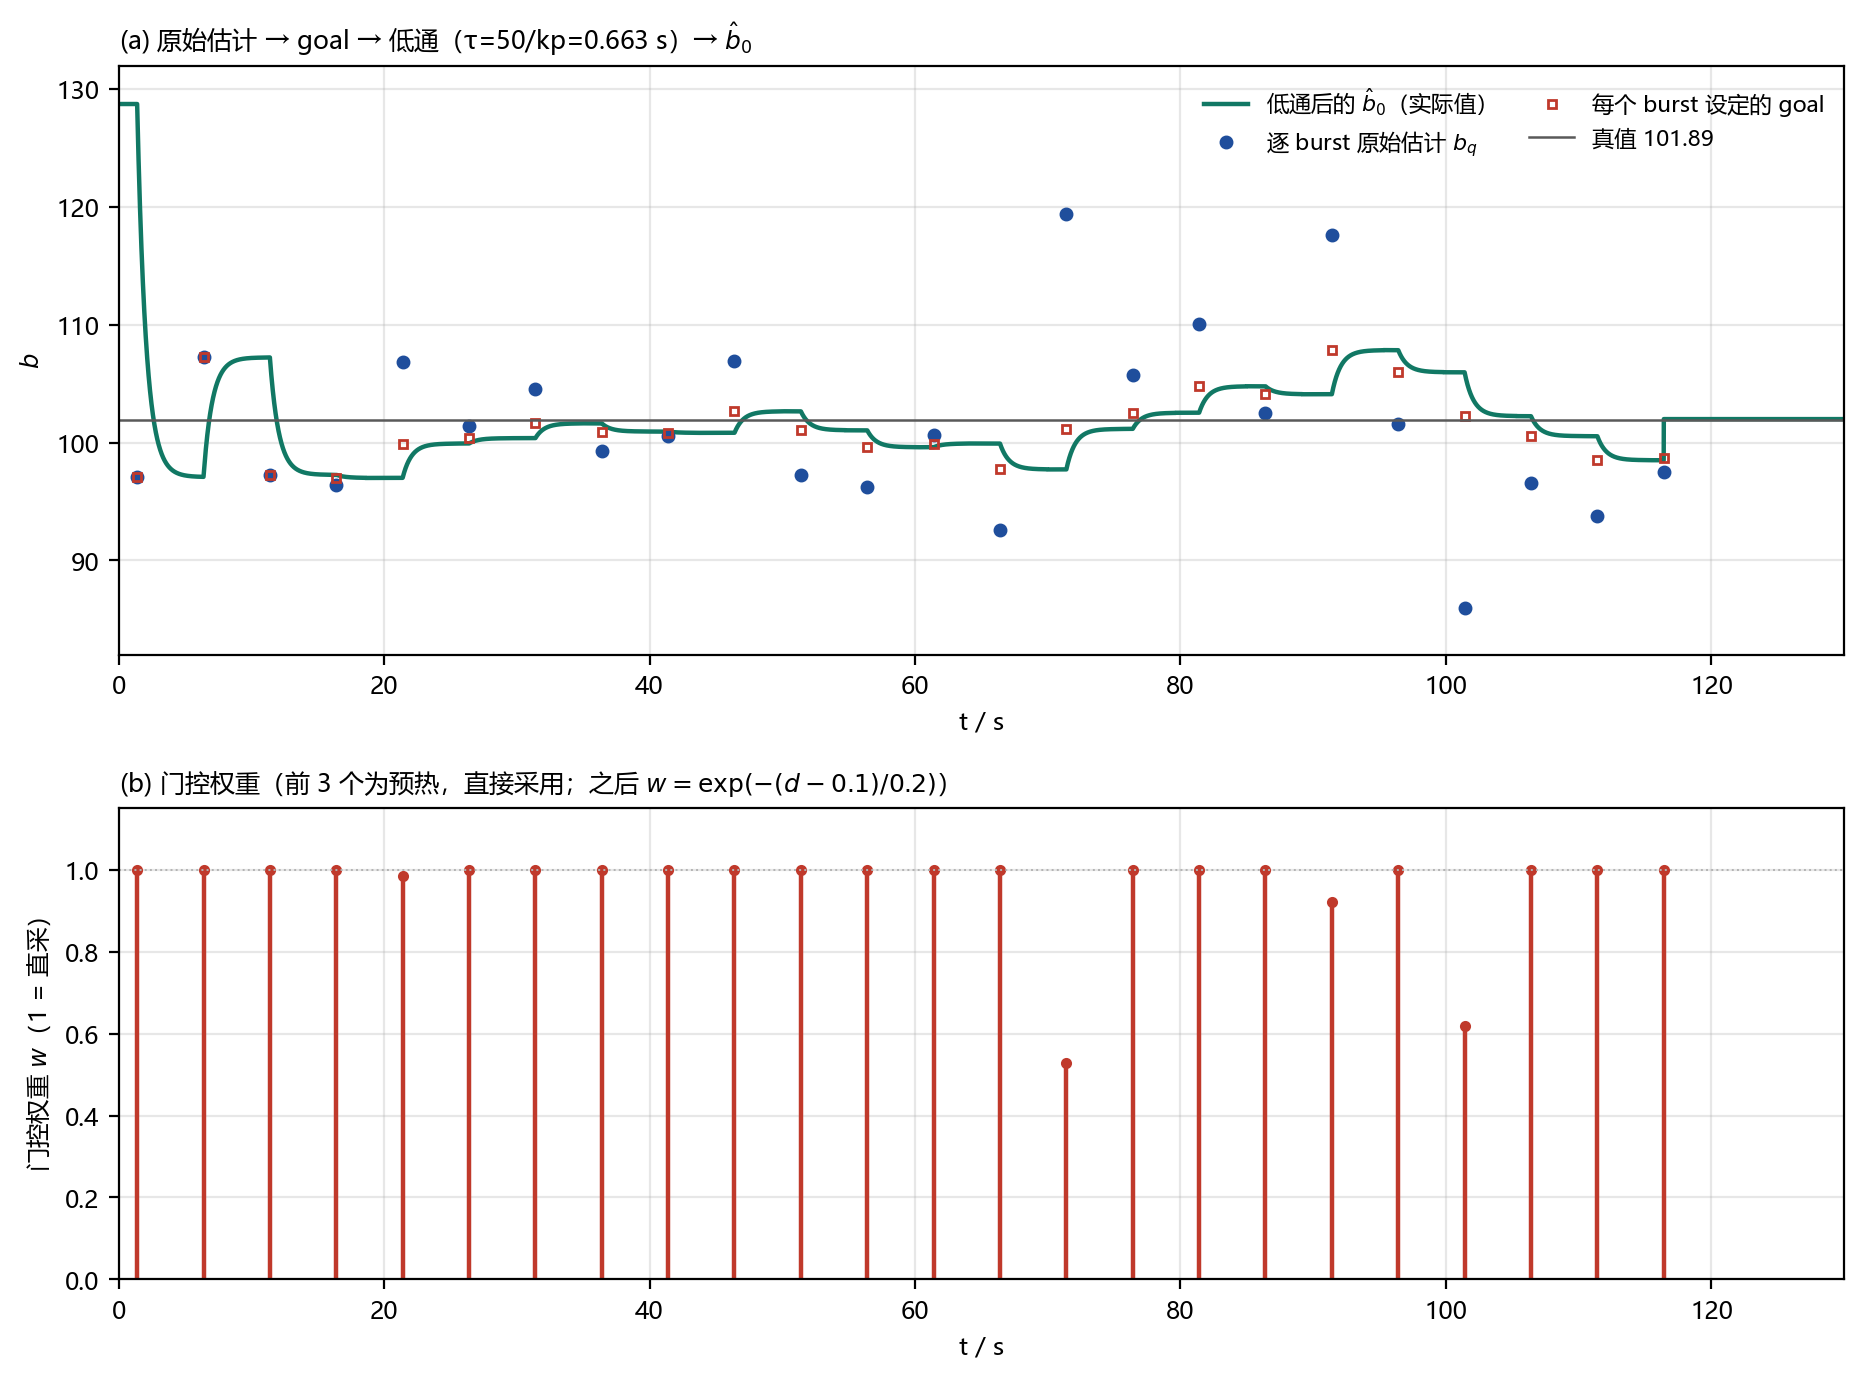 (a) 原始估计 → goal → 低通（τ=50/kp=0.663 s）→ b̂₀
130
120
110
100
90
b
低通后的 b̂₀（实际值）
逐 burst 原始估计 b_q
每个 burst 设定的 goal
真值 101.89
0 20 40 60 80 100 120
t / s
(b) 门控权重（前 3 个为预热，直接采用；之后 w = exp(−(d − 0.1)/0.2)）
1.0
0.8
0.6
0.4
0.2
0.0
门控权重 w（1 = 直采）
0 20 40 60 80 100 120
t / s